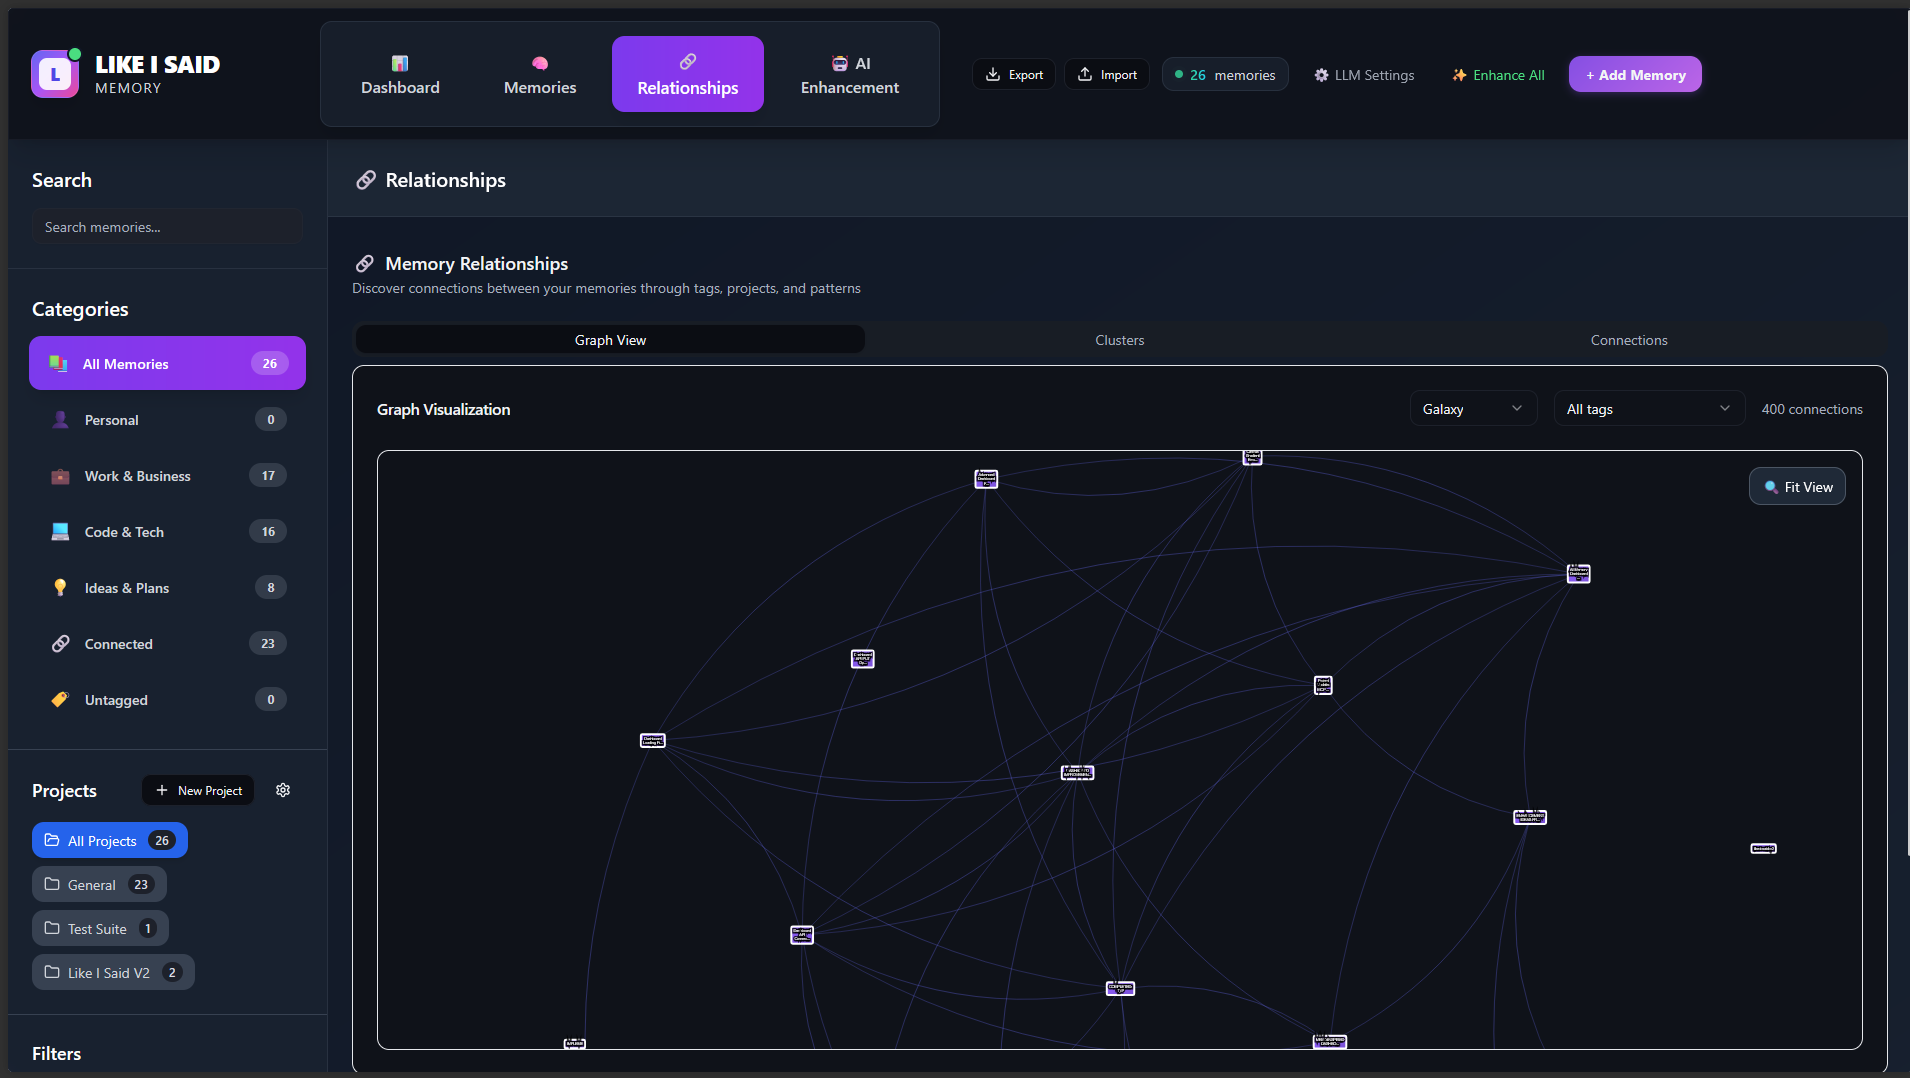 L
LIKE I SAID
MEMORY
Dashboard
Memories
Relationships
AI
Enhancement
Export
Import
26 memories
LLM Settings
Enhance All
+ Add Memory
Search
Search memories...
Categories
All Memories 26
Personal 0
Work & Business 17
Code & Tech 16
Ideas & Plans 8
Connected 23
Untagged 0
Projects
+ New Project
All Projects 26
General 23
Test Suite 1
Like I Said V2 2
Filters
Relationships
Memory Relationships
Discover connections between your memories through tags, projects, and patterns
Graph View
Clusters
Connections
Graph Visualization
Galaxy
All tags
400 connections
Fit View